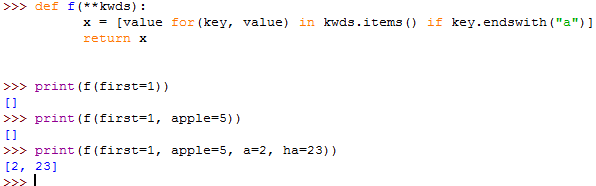 >>> def f(**kwds):
        x = [value for(key, value) in kwds.items() if key.endswith("a")]
        return x
>>> print(f(first=1))
[]
>>> print(f(first=1, apple=5))
[]
>>> print(f(first=1, apple=5, a=2, ha=23))
[2, 23]
>>>